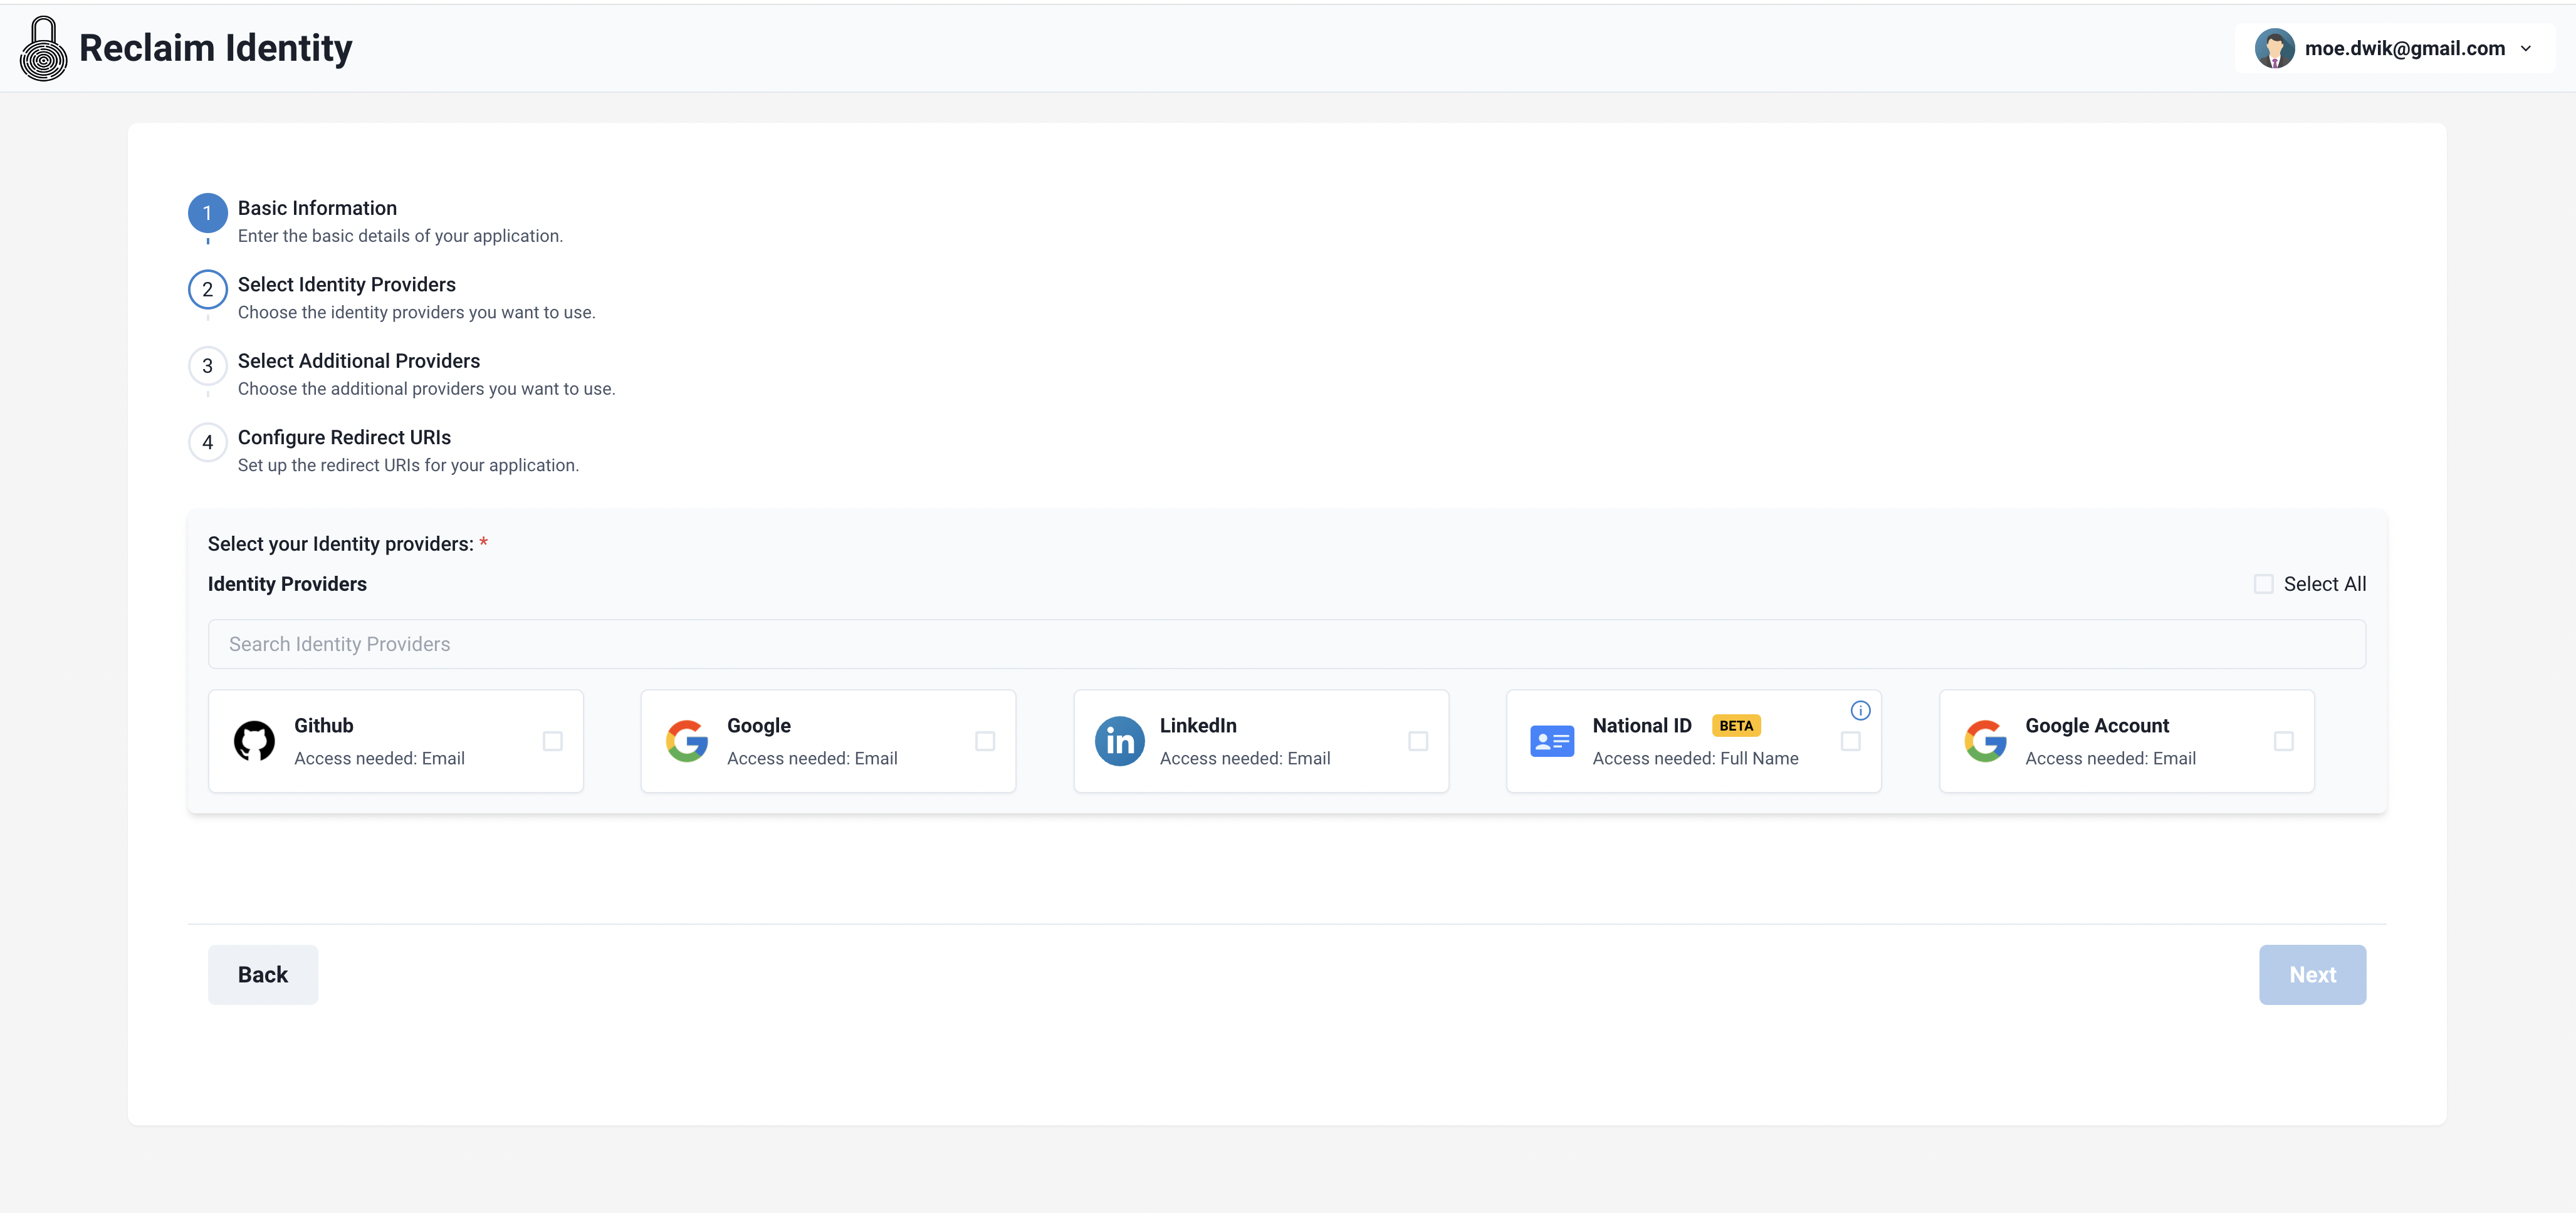 Reclaim Identity
moe.dwik@gmail.com
1
Basic Information
Enter the basic details of your application.
2
Select Identity Providers
Choose the identity providers you want to use.
3
Select Additional Providers
Choose the additional providers you want to use.
4
Configure Redirect URIs
Set up the redirect URIs for your application.
Select your Identity providers: *
Identity Providers
Select All
Search Identity Providers
Github
Access needed: Email
Google
Access needed: Email
in
LinkedIn
Access needed: Email
National ID BETA
Access needed: Full Name
Google Account
Access needed: Email
Back
Next